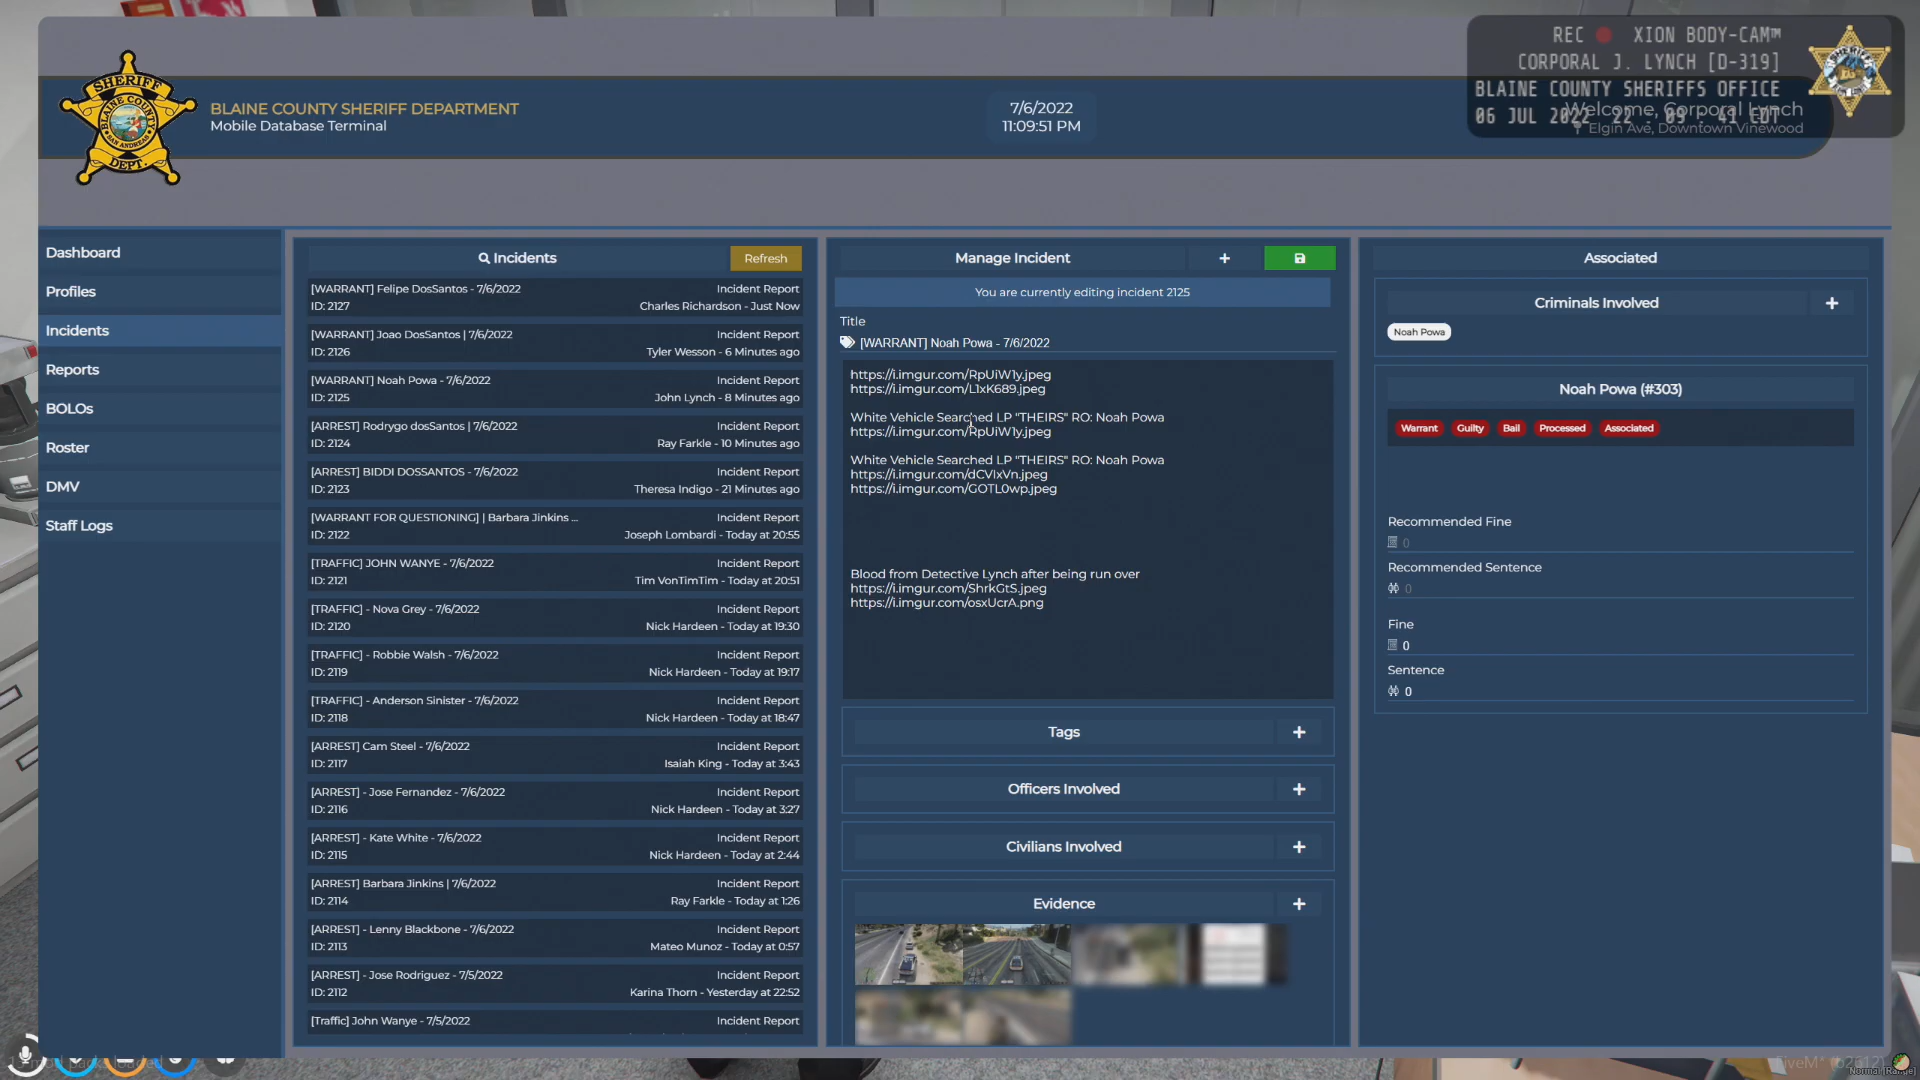 REC XION BODY-CAM™
CORPORAL J. LYNCH [D-319]
BLAINE COUNTY SHERIFFS OFFICE
06 JUL 2022 22 : 09 : 41 CDT
Welcome, Corporal Lynch
Elgin Ave, Downtown Vinewood
SHERIFF
BLAINE COUNTY
SAN ANDREAS
DEPT.
BLAINE COUNTY SHERIFF DEPARTMENT
Mobile Database Terminal
7/6/2022
11:09:51 PM
Dashboard
Profiles
Incidents
Reports
BOLOs
Roster
DMV
Staff Logs
Incidents
Refresh
[WARRANT] Felipe DosSantos - 7/6/2022 Incident Report
ID: 2127 Charles Richardson - Just Now
[WARRANT] Joao DosSantos | 7/6/2022 Incident Report
ID: 2126 Tyler Wesson - 6 Minutes ago
[WARRANT] Noah Powa - 7/6/2022 Incident Report
ID: 2125 John Lynch - 8 Minutes ago
[ARREST] Rodrygo dosSantos | 7/6/2022 Incident Report
ID: 2124 Ray Farkle - 10 Minutes ago
[ARREST] BIDDI DOSSANTOS - 7/6/2022 Incident Report
ID: 2123 Theresa Indigo - 21 Minutes ago
[WARRANT FOR QUESTIONING] | Barbara Jinkins ... Incident Report
ID: 2122 Joseph Lombardi - Today at 20:55
[TRAFFIC] JOHN WANYE - 7/6/2022 Incident Report
ID: 2121 Tim VonTimTim - Today at 20:51
[TRAFFIC] - Nova Grey - 7/6/2022 Incident Report
ID: 2120 Nick Hardeen - Today at 19:30
[TRAFFIC] - Robbie Walsh - 7/6/2022 Incident Report
ID: 2119 Nick Hardeen - Today at 19:17
[TRAFFIC] - Anderson Sinister - 7/6/2022 Incident Report
ID: 2118 Nick Hardeen - Today at 18:47
[ARREST] Cam Steel - 7/6/2022 Incident Report
ID: 2117 Isaiah King - Today at 3:43
[ARREST] - Jose Fernandez - 7/6/2022 Incident Report
ID: 2116 Nick Hardeen - Today at 3:27
[ARREST] - Kate White - 7/6/2022 Incident Report
ID: 2115 Nick Hardeen - Today at 2:44
[ARREST] Barbara Jinkins | 7/6/2022 Incident Report
ID: 2114 Ray Farkle - Today at 1:26
[ARREST] - Lenny Blackbone - 7/6/2022 Incident Report
ID: 2113 Mateo Munoz - Today at 0:57
[ARREST] - Jose Rodriguez - 7/5/2022 Incident Report
ID: 2112 Karina Thorn - Yesterday at 22:52
[Traffic] John Wanye - 7/5/2022 Incident Report
Manage Incident
You are currently editing incident 2125
Title
[WARRANT] Noah Powa - 7/6/2022
https://i.imgur.com/RpUiW1y.jpeg
https://i.imgur.com/L1xK689.jpeg
White Vehicle Searched LP "THEIRS" RO: Noah Powa
https://i.imgur.com/RpUiW1y.jpeg
White Vehicle Searched LP "THEIRS" RO: Noah Powa
https://i.imgur.com/dCVIxVn.jpeg
https://i.imgur.com/GOTL0wp.jpeg
Blood from Detective Lynch after being run over
https://i.imgur.com/ShrkGtS.jpeg
https://i.imgur.com/osxUcrA.png
Tags
Officers Involved
Civilians Involved
Evidence
Associated
Criminals Involved
Noah Powa
Noah Powa (#303)
Warrant Guilty Bail Processed Associated
Recommended Fine
0
Recommended Sentence
0
Fine
0
Sentence
0